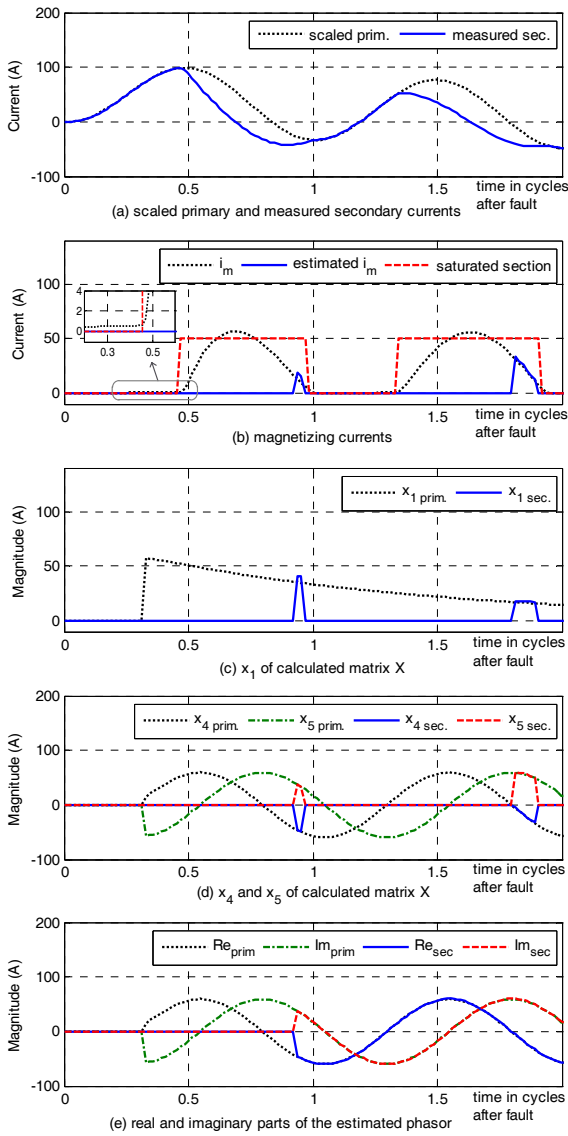 scaled prim. measured sec.
Current (A)
100
0
-100
0 0.5 1 1.5
time in cycles
after fault
(a) scaled primary and measured secondary currents
i_m estimated i_m saturated section
Current (A)
100
50
0
4
2
0
0.3 0.5
0 0.5 1 1.5
time in cycles
after fault
(b) magnetizing currents
x_1 prim. x_1 sec.
Magnitude (A)
100
50
0
0 0.5 1 1.5
time in cycles
after fault
(c) x_1 of calculated matrix X
200
x_4 prim. x_5 prim. x_4 sec. x_5 sec.
Magnitude (A)
100
0
-100
0 0.5 1 1.5
time in cycles
after fault
(d) x_4 and x_5 of calculated matrix X
200
Re_prim Im_prim Re_sec Im_sec
Magnitude (A)
100
0
-100
0 0.5 1 1.5
time in cycles
after fault
(e) real and imaginary parts of the estimated phasor